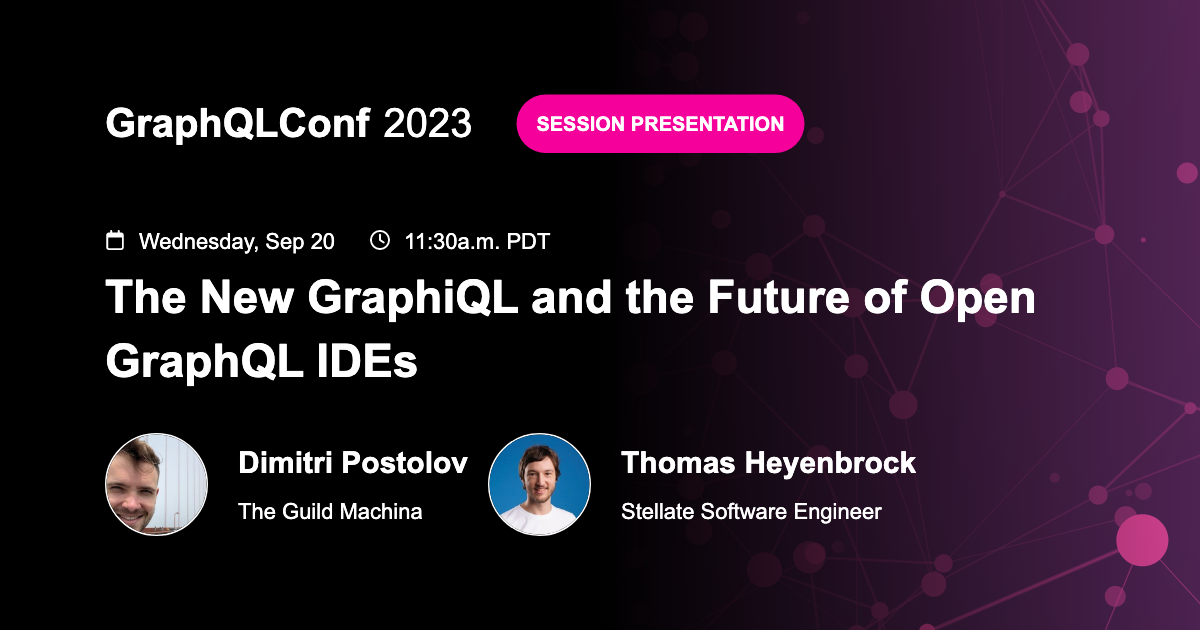 GraphQLConf 2023
SESSION PRESENTATION
Wednesday, Sep 20
11:30a.m. PDT
The New GraphiQL and the Future of Open
GraphQL IDEs
Dimitri Postolov
The Guild Machina
Thomas Heyenbrock
Stellate Software Engineer